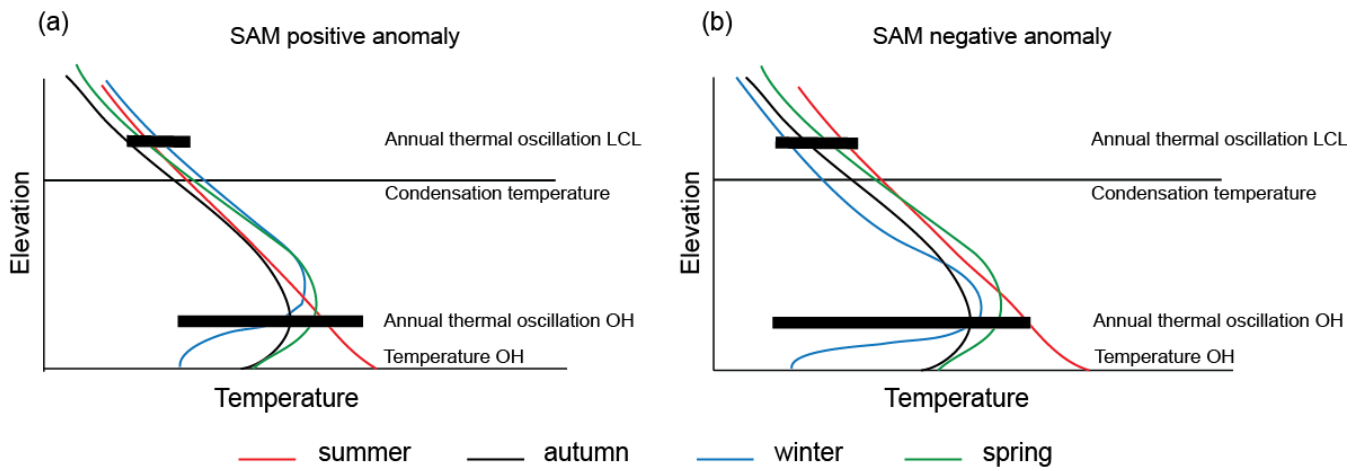 (a)
SAM positive anomaly
Annual thermal oscillation LCL
Condensation temperature
Elevation
Annual thermal oscillation OH
Temperature OH
Temperature
(b)
SAM negative anomaly
Annual thermal oscillation LCL
Condensation temperature
Elevation
Annual thermal oscillation OH
Temperature OH
Temperature
summer
autumn
winter
spring